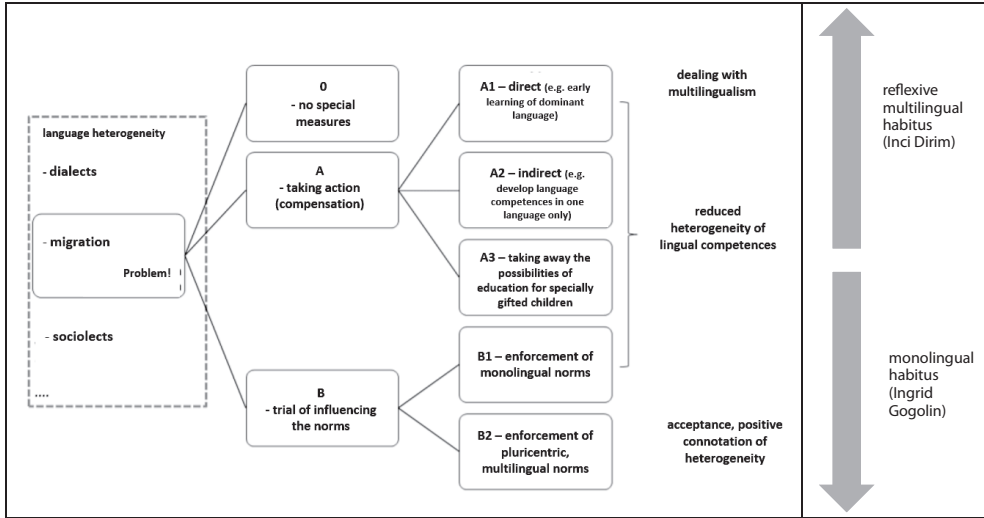 language heterogeneity
- dialects
- migration
Problem!
- sociolects
....
0
- no special
measures
A
- taking action
(compensation)
B
- trial of influencing
the norms
A1 – direct (e.g. early
learning of dominant
language)
A2 – indirect (e.g.
develop language
competences in one
language only)
A3 – taking away the
possibilities of
education for specially
gifted children
B1 – enforcement of
monolingual norms
B2 – enforcement of
pluricentric,
multilingual norms
dealing with
multilingualism
reduced
heterogeneity of
lingual competences
acceptance, positive
connotation of
heterogeneity
reflexive
multilingual
habitus
(Inci Dirim)
monolingual
habitus
(Ingrid
Gogolin)